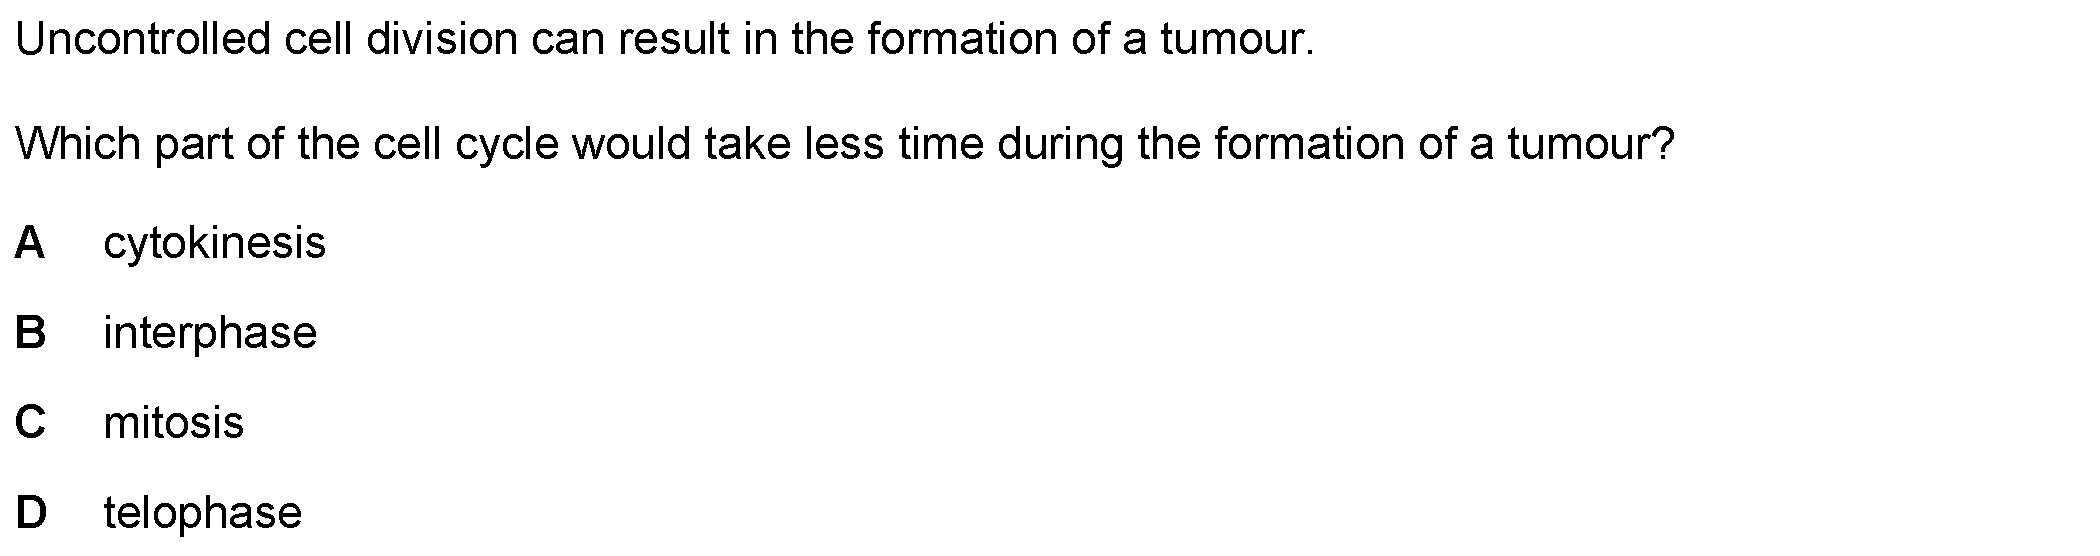 Uncontrolled cell division can result in the formation of a tumour.
Which part of the cell cycle would take less time during the formation of a tumour?
A cytokinesis
B interphase
C mitosis
D telophase